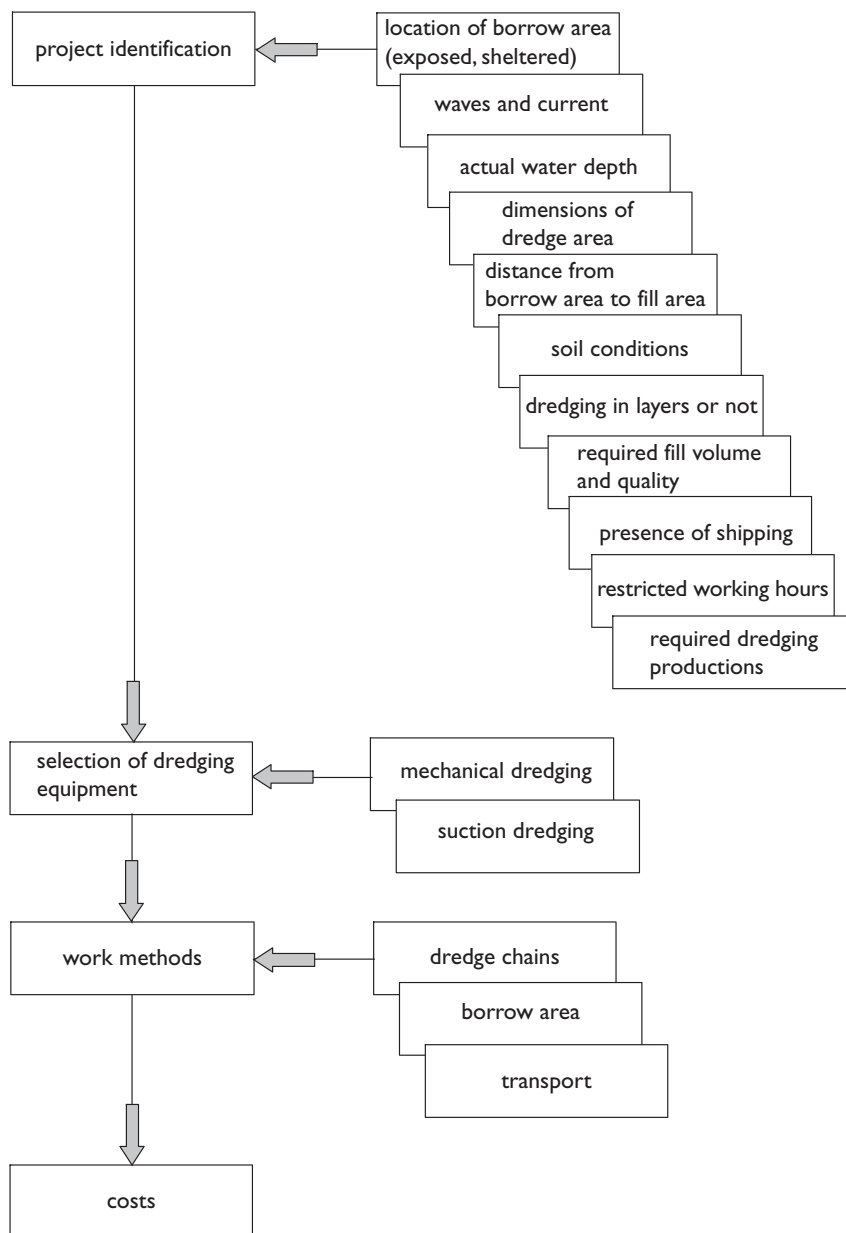 project identification
location of borrow area
(exposed, sheltered)
waves and current
actual water depth
dimensions of
dredge area
distance from
borrow area to fill area
soil conditions
dredging in layers or not
required fill volume
and quality
presence of shipping
restricted working hours
required dredging
productions
selection of dredging
equipment
mechanical dredging
suction dredging
work methods
dredge chains
borrow area
transport
costs